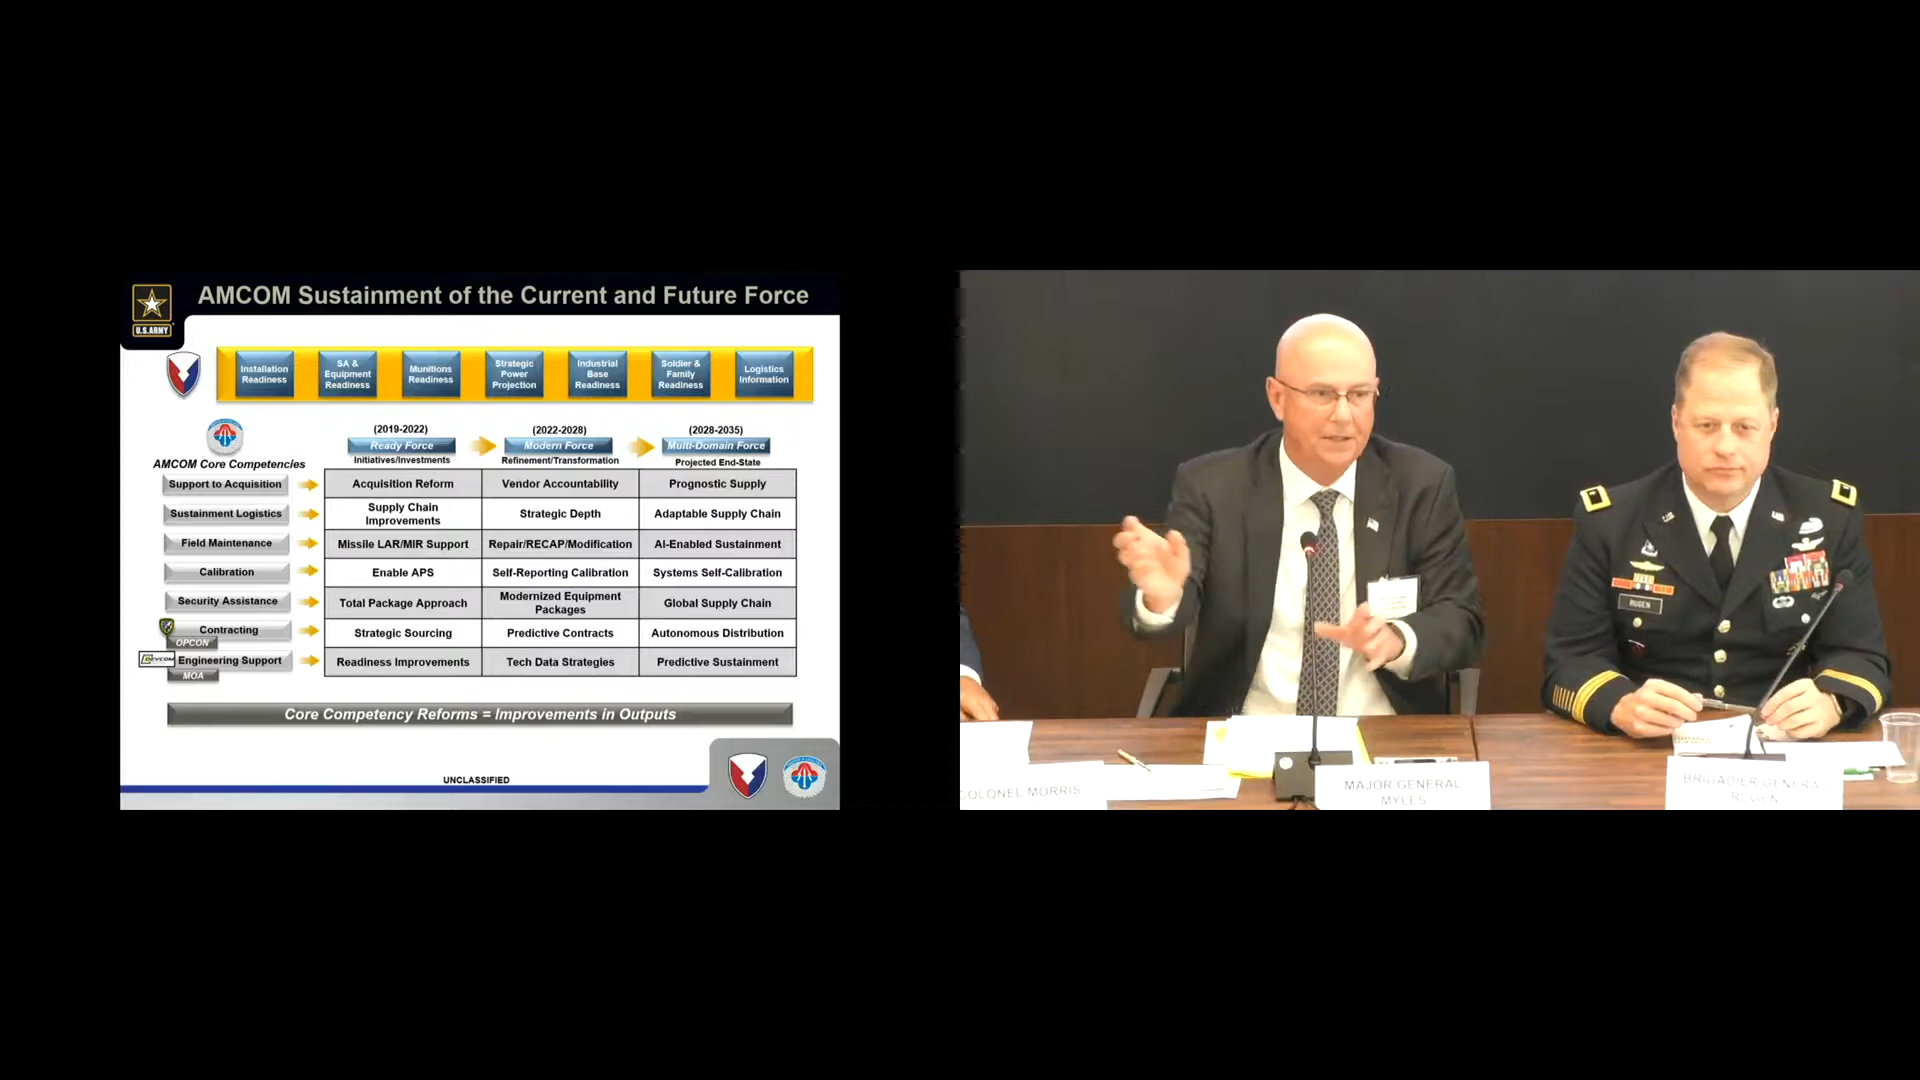 AMCOM Sustainment of the Current and Future Force
U.S.ARMY
Installation
Readiness
SA &
Equipment
Readiness
Munitions
Readiness
Strategic
Power
Projection
Industrial
Base
Readiness
Soldier &
Family
Readiness
Logistics
Information
(2019-2022)
(2022-2028)
(2028-2035)
Ready Force
Modern Force
Multi-Domain Force
Initiatives/Investments
Refinement/Transformation
Projected End-State
AMCOM Core Competencies
Support to Acquisition
Acquisition Reform
Vendor Accountability
Prognostic Supply
Sustainment Logistics
Supply Chain
Improvements
Strategic Depth
Adaptable Supply Chain
Field Maintenance
Missile LAR/MIR Support
Repair/RECAP/Modification
AI-Enabled Sustainment
Calibration
Enable APS
Self-Reporting Calibration
Systems Self-Calibration
Security Assistance
Total Package Approach
Modernized Equipment
Packages
Global Supply Chain
Contracting
OPCON
Strategic Sourcing
Predictive Contracts
Autonomous Distribution
DEVCOM
Engineering Support
MOA
Readiness Improvements
Tech Data Strategies
Predictive Sustainment
Core Competency Reforms = Improvements in Outputs
UNCLASSIFIED
RUGEN
COLONEL MORRIS
MAJOR GENERAL
MYLES
BRIGADIER GENERA
RUGEN